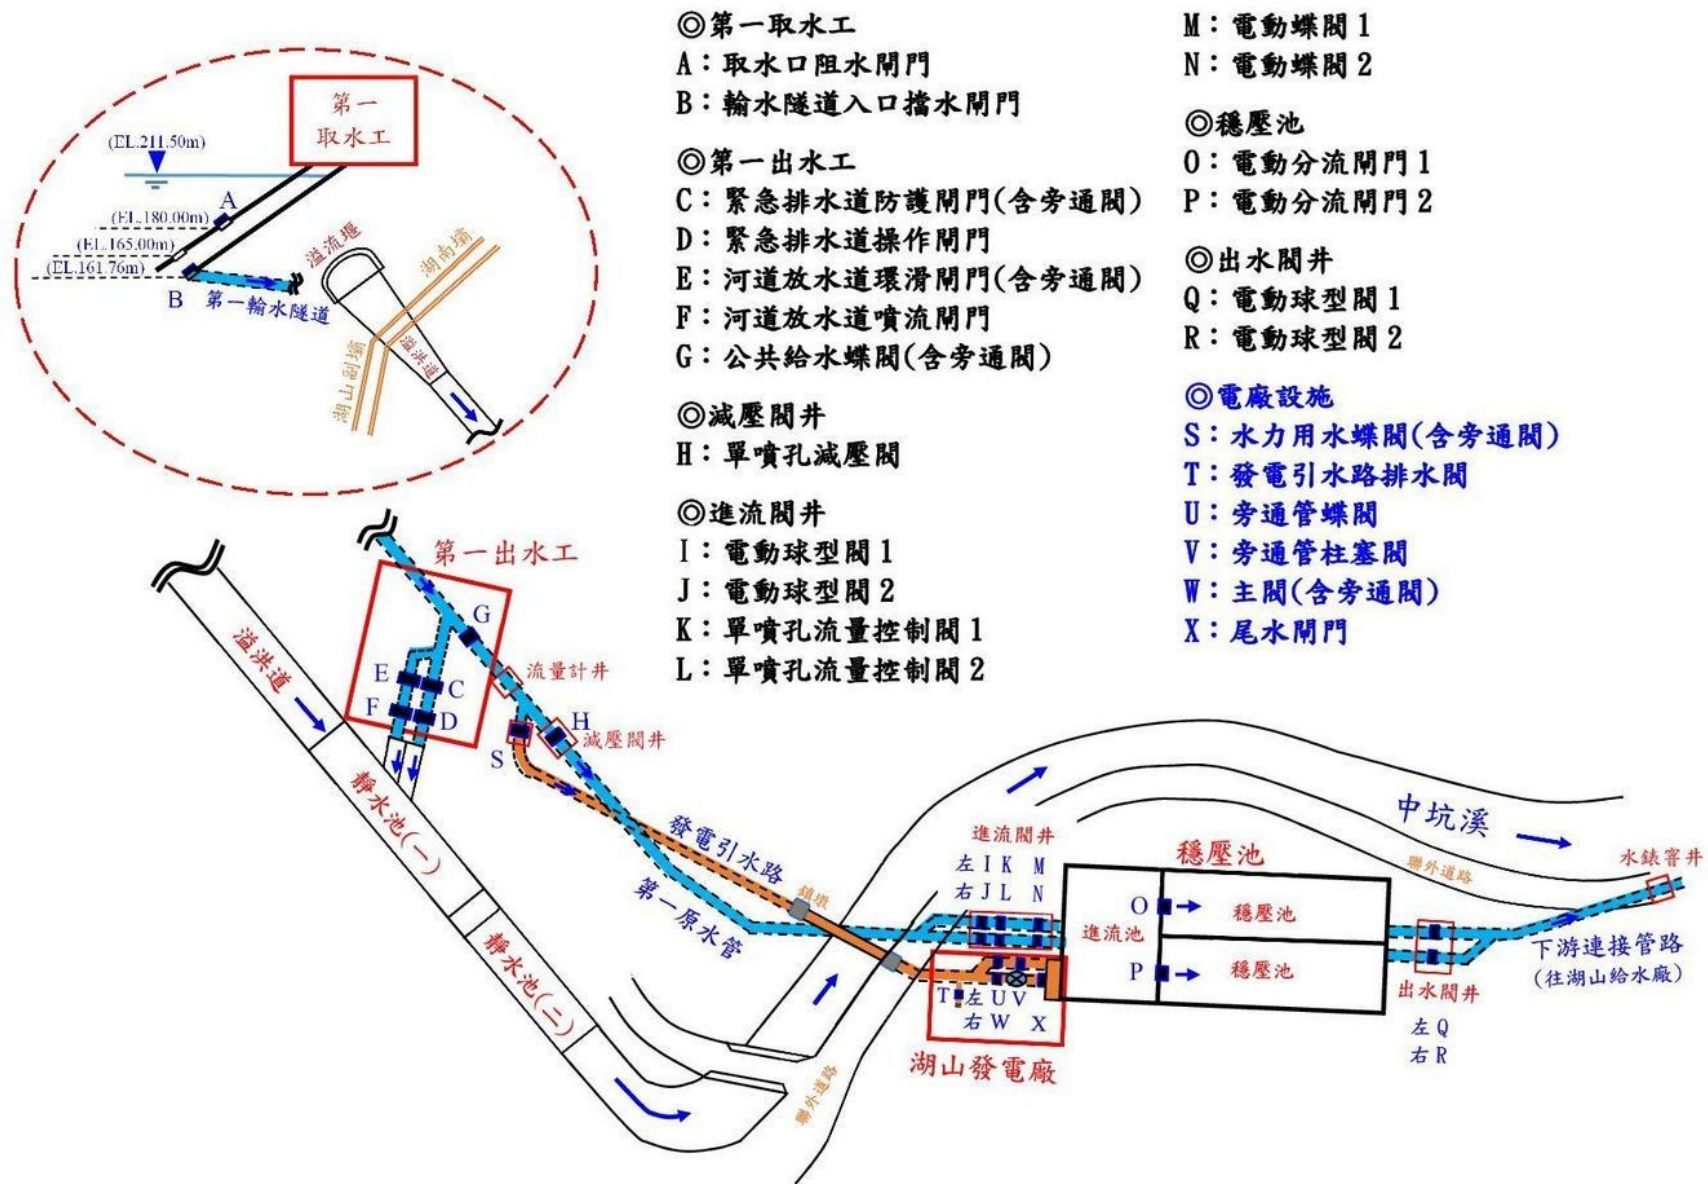 ◎第一取水工
A：取水口阻水閘門
B：輸水隧道入口擋水閘門
◎第一出水工
C：緊急排水道防護閘門(含旁通閥)
D：緊急排水道操作閘門
E：河道放水道環滑閘門(含旁通閥)
F：河道放水道噴流閘門
G：公共給水蝶閥(含旁通閥)
◎減壓閥井
H：單噴孔減壓閥
◎進流閥井
I：電動球型閥1
J：電動球型閥2
K：單噴孔流量控制閥1
L：單噴孔流量控制閥2
M：電動蝶閥1
N：電動蝶閥2
◎穩壓池
O：電動分流閘門1
P：電動分流閘門2
◎出水閥井
Q：電動球型閥1
R：電動球型閥2
◎電廠設施
S：水力用水蝶閥(含旁通閥)
T：發電引水路排水閥
U：旁通管蝶閥
V：旁通管柱塞閥
W：主閥(含旁通閥)
X：尾水閘門
第一
取水工
(EL.211.50m)
A
(EL.180.00m)
(EL.165.00m)
(EL.161.76m)
B
第一輸水隧道
溢流堰
湖南壩
湖山副壩
溢洪道
第一出水工
G
E
C
F
D
流量計井
H
減壓閥井
S
溢洪道
靜水池(一)
靜水池(二)
發電引水路
第一原水管
鎮墩
進流閥井
左 I K M
右 J L N
穩壓池
O
進流池
P
穩壓池
穩壓池
中坑溪
聯外道路
水錶窨井
下游連接管路
(往湖山給水廠)
出水閥井
左 Q
右 R
T
左 U V
右 W X
湖山發電廠
聯外道路